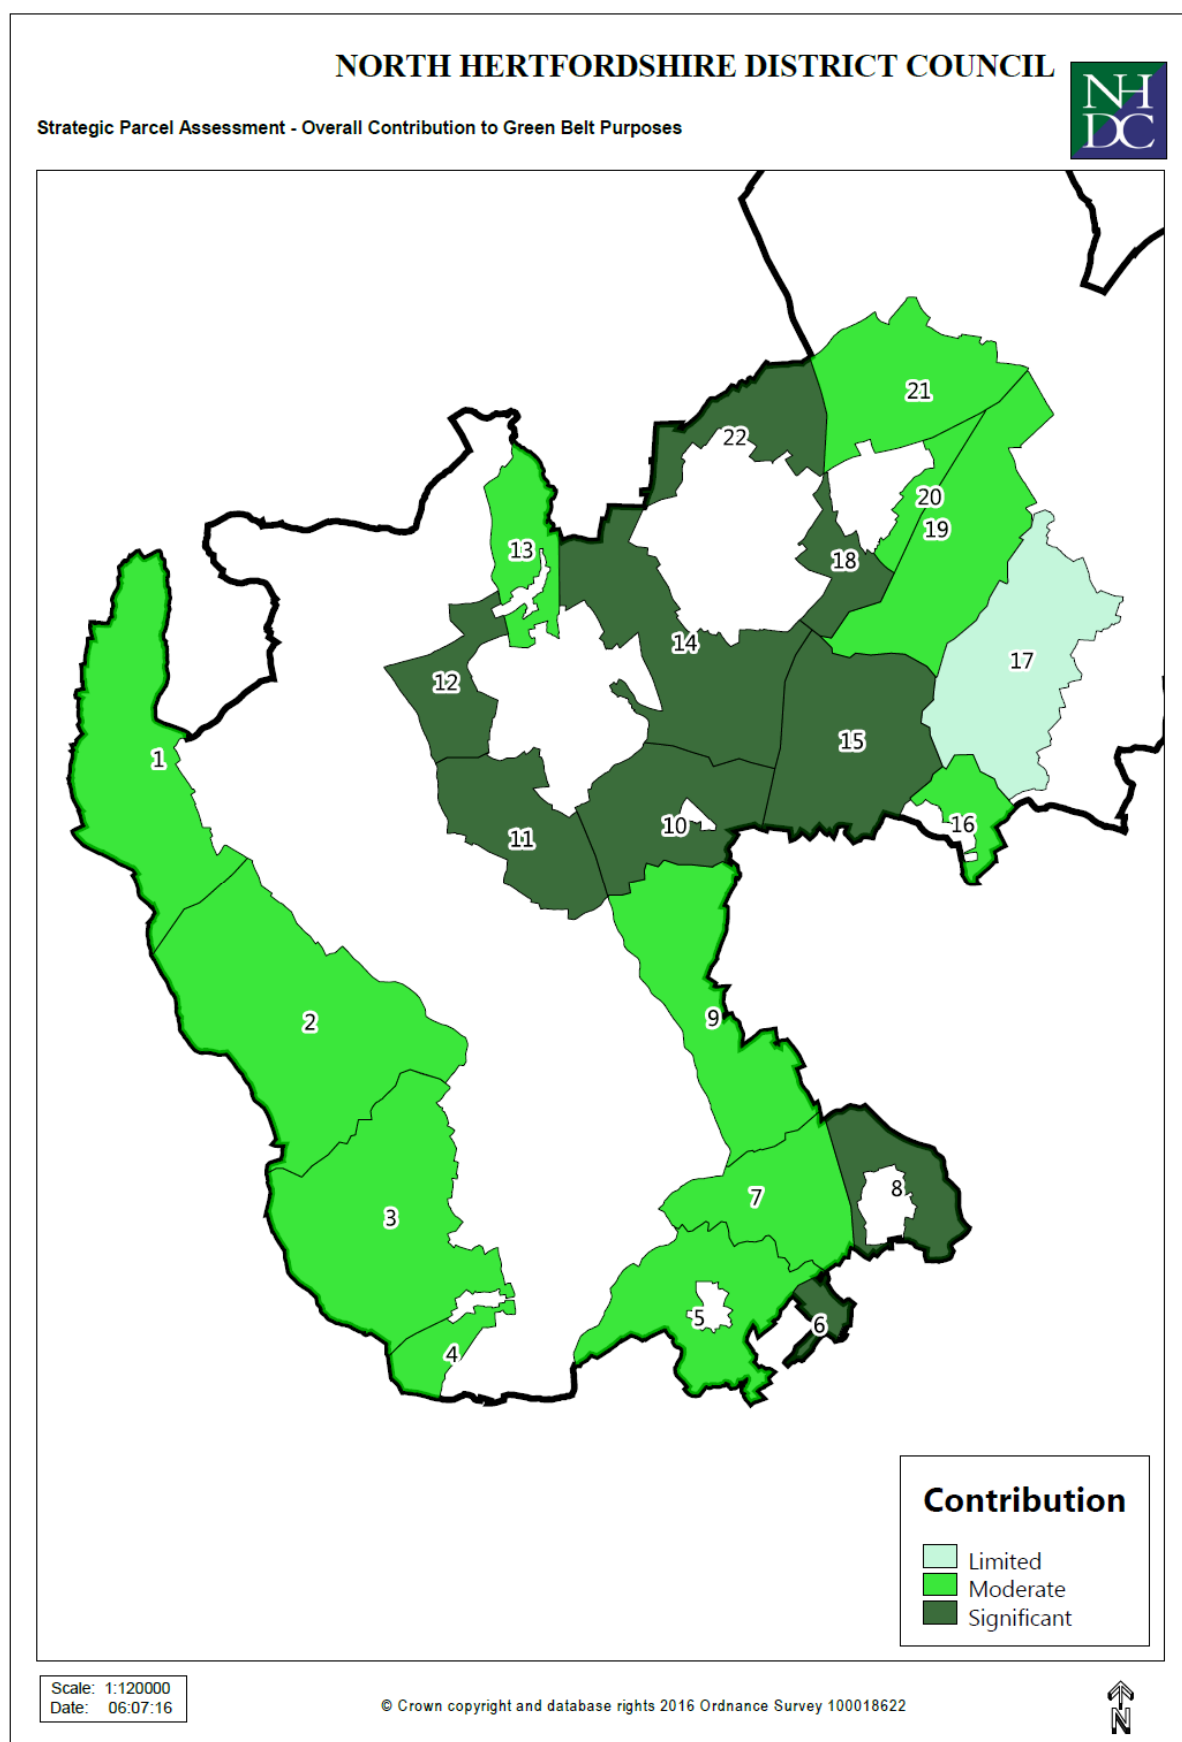 NORTH HERTFORDSHIRE DISTRICT COUNCIL
NH
DC
Strategic Parcel Assessment - Overall Contribution to Green Belt Purposes
21
22
20
19
13
18
14
17
12
15
1
16
10
11
2
9
8
7
3
5
6
4
Contribution
Limited
Moderate
Significant
Scale: 1:120000
Date: 06:07:16
© Crown copyright and database rights 2016 Ordnance Survey 100018622
N